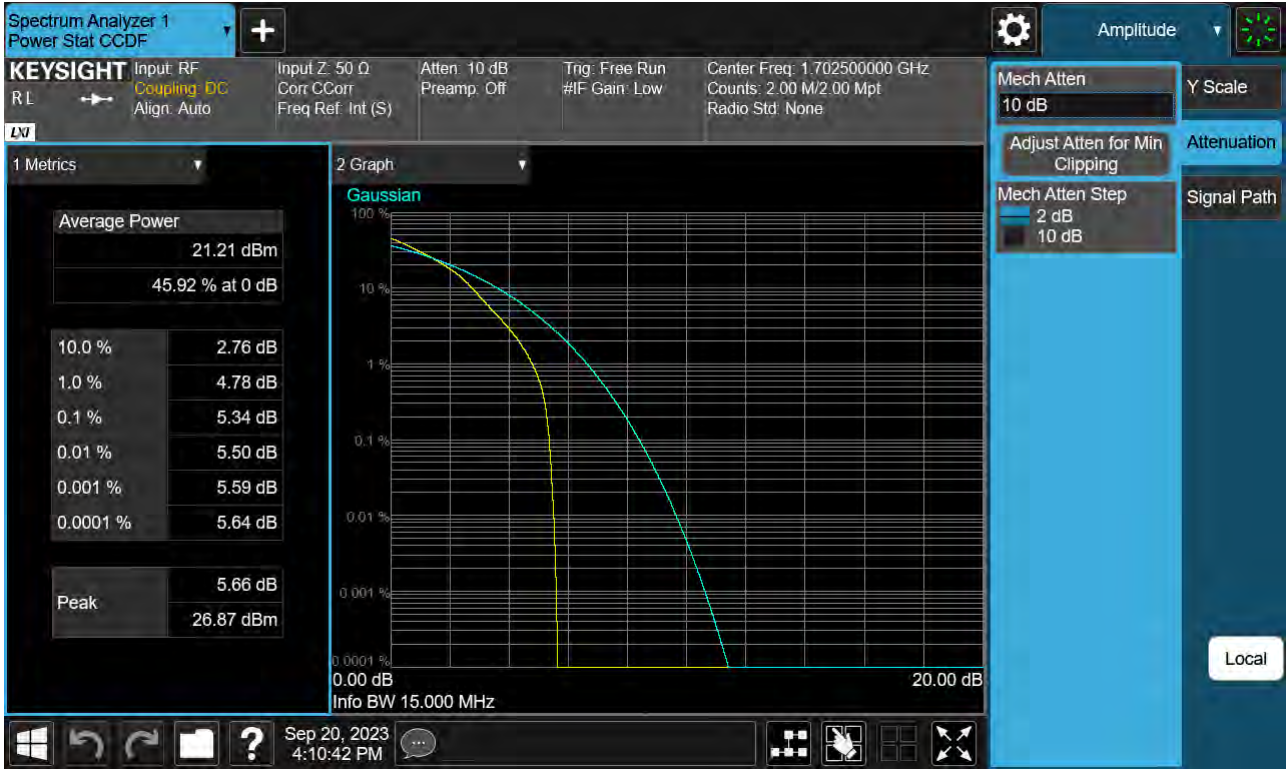 Spectrum Analyzer 1
Power Stat CCDF
+
Amplitude
KEYSIGHT
RL
LXI
Input: RF
Coupling: DC
Align: Auto
Input Z: 50 Ω
Corr CCorr
Freq Ref: Int (S)
Atten: 10 dB
Preamp: Off
Trig: Free Run
#IF Gain: Low
Center Freq: 1.702500000 GHz
Counts: 2.00 M/2.00 Mpt
Radio Std: None
1 Metrics
Average Power
21.21 dBm
45.92 % at 0 dB
10.0 % 2.76 dB
1.0 % 4.78 dB
0.1 % 5.34 dB
0.01 % 5.50 dB
0.001 % 5.59 dB
0.0001 % 5.64 dB
Peak
5.66 dB
26.87 dBm
2 Graph
Gaussian
100 %
10 %
1 %
0.1 %
0.01 %
0.001 %
0.0001 %
0.00 dB 20.00 dB
Info BW 15.000 MHz
Mech Atten
10 dB
Adjust Atten for Min
Clipping
Mech Atten Step
2 dB
10 dB
Y Scale
Attenuation
Signal Path
Local
?
Sep 20, 2023
4:10:42 PM